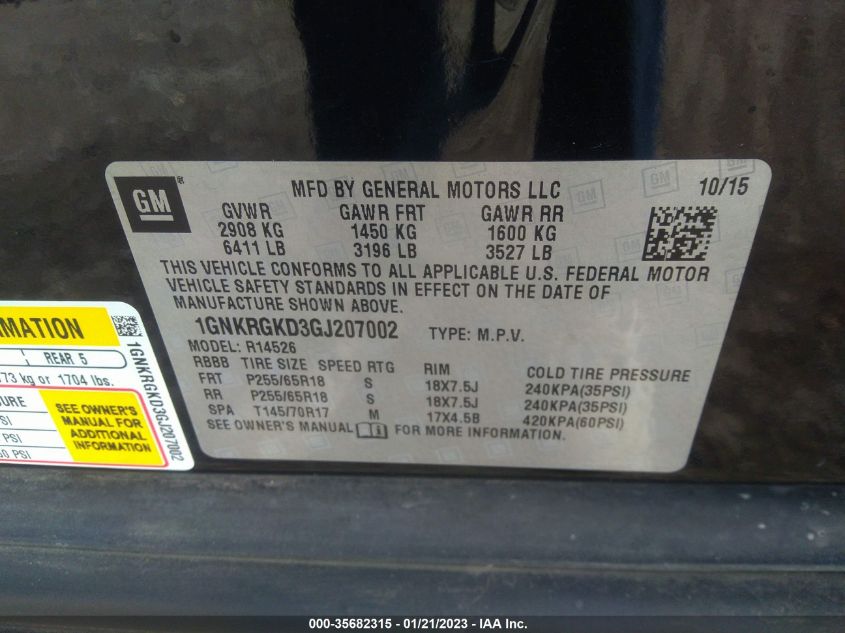 GM
MFD BY GENERAL MOTORS LLC
10/15
GVWR GAWR FRT GAWR RR
2908 KG 1450 KG 1600 KG
6411 LB 3196 LB 3527 LB
THIS VEHICLE CONFORMS TO ALL APPLICABLE U.S. FEDERAL MOTOR
VEHICLE SAFETY STANDARDS IN EFFECT ON THE DATE OF
MANUFACTURE SHOWN ABOVE.
1GNKRGKD3GJ207002 TYPE: M.P.V.
MODEL: R14526
RBBB TIRE SIZE SPEED RTG RIM COLD TIRE PRESSURE
FRT P255/65R18 S 18X7.5J 240KPA(35PSI)
RR P255/65R18 S 18X7.5J 240KPA(35PSI)
SPA T145/70R17 M 17X4.5B 420KPA(60PSI)
SEE OWNER'S MANUAL FOR MORE INFORMATION.
REAR 5
kg or 1704 lbs.
SEE OWNER'S
MANUAL FOR
ADDITIONAL
INFORMATION
PSI
1GNKRGKD3GJ207002
000-35682315 / 01/21/2023 / IAA Inc.